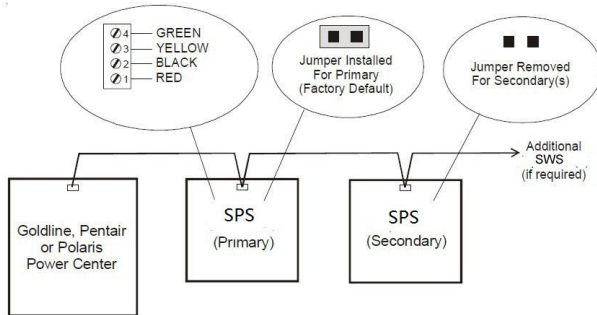 4 GREEN
3 YELLOW
2 BLACK
1 RED
Jumper Installed
For Primary
(Factory Default)
Jumper Removed
For Secondary(s)
Additional
SWS
(if required)
Goldline, Pentair
or Polaris
Power Center
SPS
(Primary)
SPS
(Secondary)